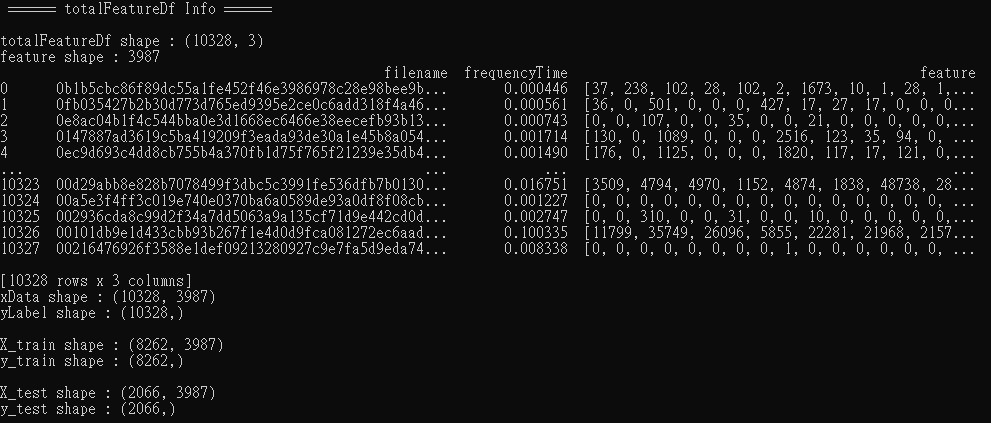 ====== totalFeatureDf Info ======
totalFeatureDf shape : (10328, 3)
feature shape : 3987
filename frequencyTime feature
0 0b1b5cbc86f89dc55a1fe452f46e3986978c28e98bee9b... 0.000446 [37, 238, 102, 28, 102, 2, 1673, 10, 1, 28, 1,...
1 0fb035427b2b30d773d765ed9395e2ce0c6add318f4a46... 0.000561 [36, 0, 501, 0, 0, 0, 427, 17, 27, 17, 0, 0, 0...
2 0e8ac04b1f4c544bba0e3d1668ec6466e38eecefb93b13... 0.000743 [0, 0, 107, 0, 0, 35, 0, 0, 21, 0, 0, 0, 0, 0,...
3 0147887ad3619c5ba419209f3eada93de30a1e45b8a054... 0.001714 [130, 0, 1089, 0, 0, 0, 2516, 123, 35, 94, 0, ...
4 0ec9d693c4dd8cb755b4a370fb1d75f765f21239e35db4... 0.001490 [176, 0, 1125, 0, 0, 0, 1820, 117, 17, 121, 0,...
... ... ... ...
10323 00d29abb8e828b7078499f3dbc5c3991fe536dfb7b0130... 0.016751 [3509, 4794, 4970, 1152, 4874, 1838, 48738, 28...
10324 00a5e3f4ff3c019e740e0370ba6a0589de93a0df8f08cb... 0.001227 [0, 0, 0, 0, 0, 0, 0, 0, 0, 0, 0, 0, 0, 0, 0, ...
10325 002936cda8c99d2f34a7dd5063a9a135cf71d9e442cd0d... 0.002747 [0, 0, 310, 0, 0, 31, 0, 0, 10, 0, 0, 0, 0, 0,...
10326 00101db9e1d433cbb93b267f1e4d0d9fca081272ec6aad... 0.100335 [11799, 35749, 26096, 5855, 22281, 21968, 2157...
10327 00216476926f3588e1def09213280927c9e7fa5d9eda74... 0.008338 [0, 0, 0, 0, 0, 0, 0, 0, 1, 0, 0, 0, 0, 0, 0, ...
[10328 rows x 3 columns]
xData shape : (10328, 3987)
yLabel shape : (10328,)
X_train shape : (8262, 3987)
y_train shape : (8262,)
X_test shape : (2066, 3987)
y_test shape : (2066,)